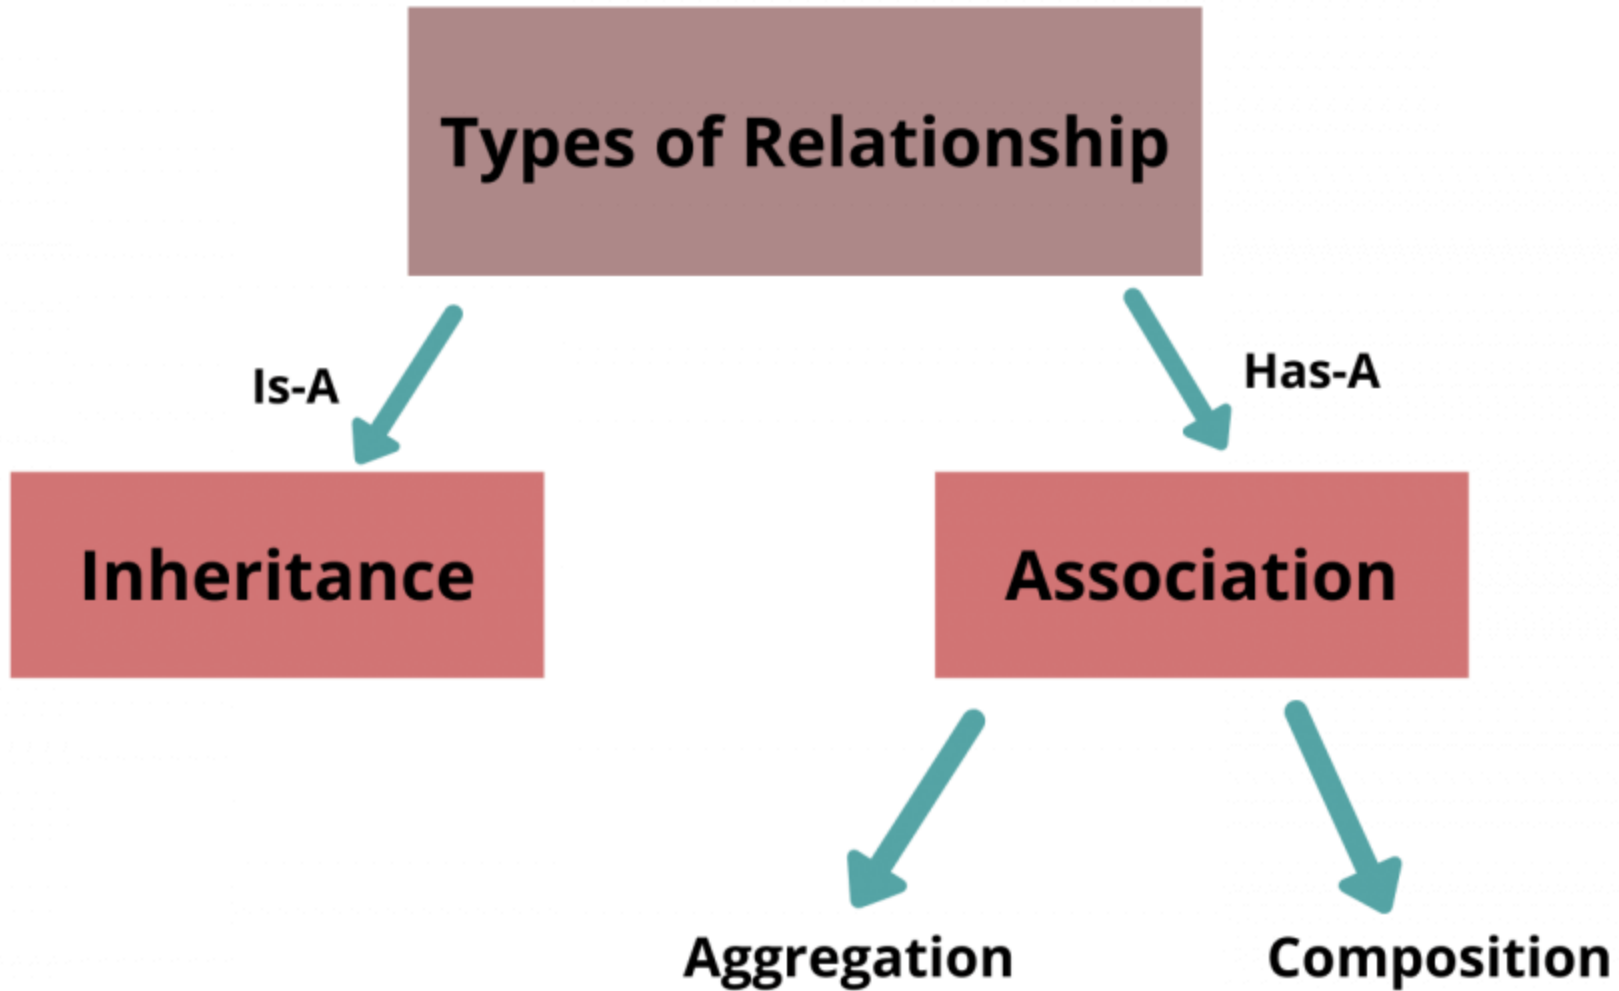 Types of Relationship
Is-A
Has-A
Inheritance
Association
Aggregation
Composition